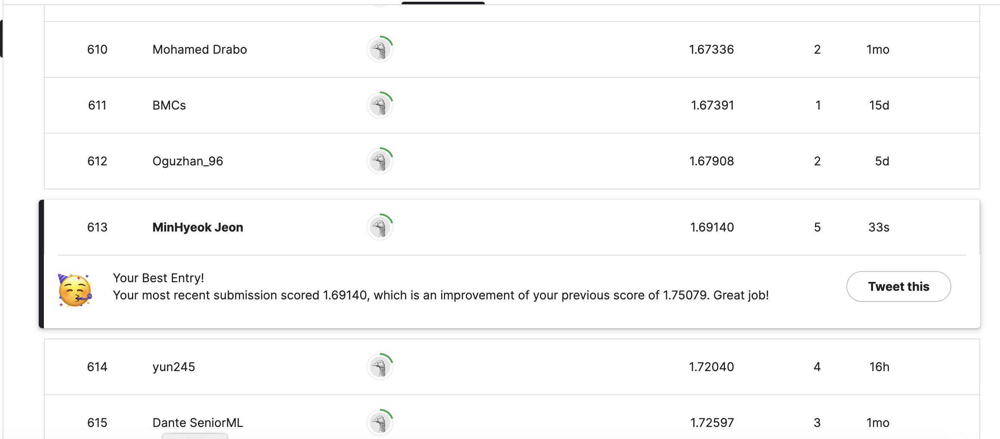 610 Mohamed Drabo 1.67336 2 1mo
611 BMCs 1.67391 1 15d
612 Oguzhan_96 1.67908 2 5d
613 MinHyeok Jeon 1.69140 5 33s
Your Best Entry!
Your most recent submission scored 1.69140, which is an improvement of your previous score of 1.75079. Great job!
Tweet this
614 yun245 1.72040 4 16h
615 Dante SeniorML 1.72597 3 1mo